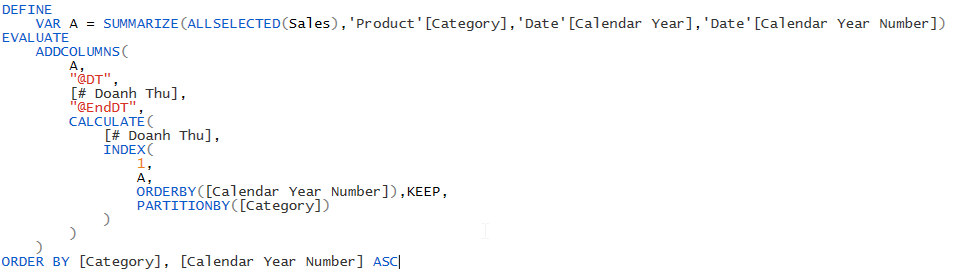 DEFINE
VAR A = SUMMARIZE(ALLSELECTED(Sales),'Product'[Category],'Date'[Calendar Year],'Date'[Calendar Year Number])
EVALUATE
ADDCOLUMNS(
A,
"@DT",
[# Doanh Thu],
"@EndDT",
CALCULATE(
[# Doanh Thu],
INDEX(
1,
A,
ORDERBY([Calendar Year Number]),KEEP,
PARTITIONBY([Category])
)
)
)
ORDER BY [Category], [Calendar Year Number] ASC